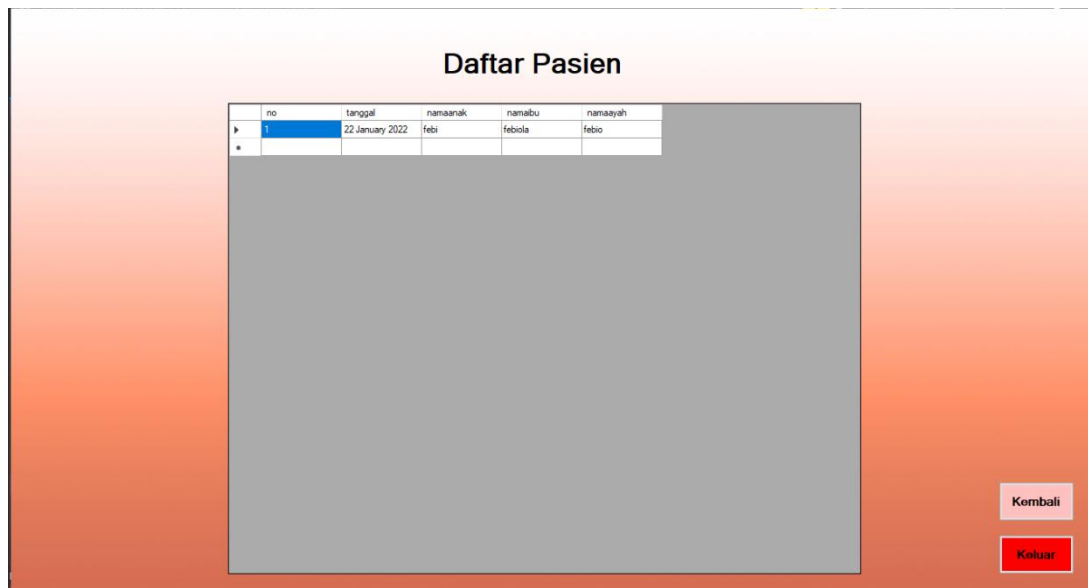 Daftar Pasien
no tanggal namaanak namaibu namaayah
1 22 January 2022 febi febiola febio
Kembali
Keluar